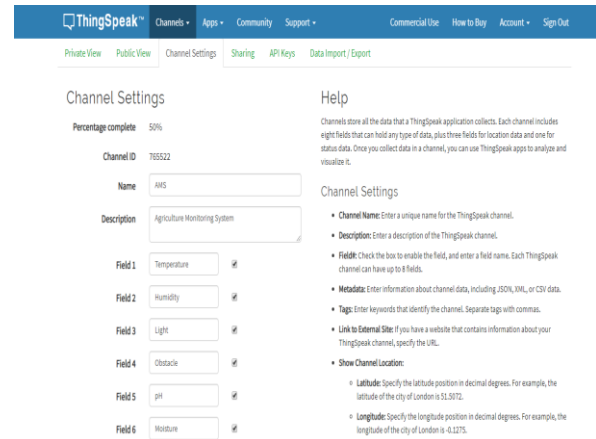 ThingSpeak™ Channels Apps Community Support Commercial Use How to Buy Account Sign Out
Private View Public View Channel Settings Sharing API Keys Data Import / Export
Channel Settings
Percentage complete 50%
Channel ID 765522
Name AMS
Description Agriculture Monitoring System
Field 1 Temperature
Field 2 Humidity
Field 3 Light
Field 4 Obstacle
Field 5 pH
Field 6 Moisture
Help
Channels store all the data that a ThingSpeak application collects. Each channel includes
eight fields that can hold any type of data, plus three fields for location data and one for
status data. Once you collect data in a channel, you can use ThingSpeak apps to analyze and
visualize it.
Channel Settings
• Channel Name: Enter a unique name for the ThingSpeak channel.
• Description: Enter a description of the ThingSpeak channel.
• Field#: Check the box to enable the field, and enter a field name. Each ThingSpeak
channel can have up to 8 fields.
• Metadata: Enter information about channel data, including JSON, XML, or CSV data.
• Tags: Enter keywords that identify the channel. Separate tags with commas.
• Link to External Site: If you have a website that contains information about your
ThingSpeak channel, specify the URL.
• Show Channel Location:
○ Latitude: Specify the latitude position in decimal degrees. For example, the
latitude of the city of London is 51.5072.
○ Longitude: Specify the longitude position in decimal degrees. For example, the
longitude of the city of London is -0.1275.